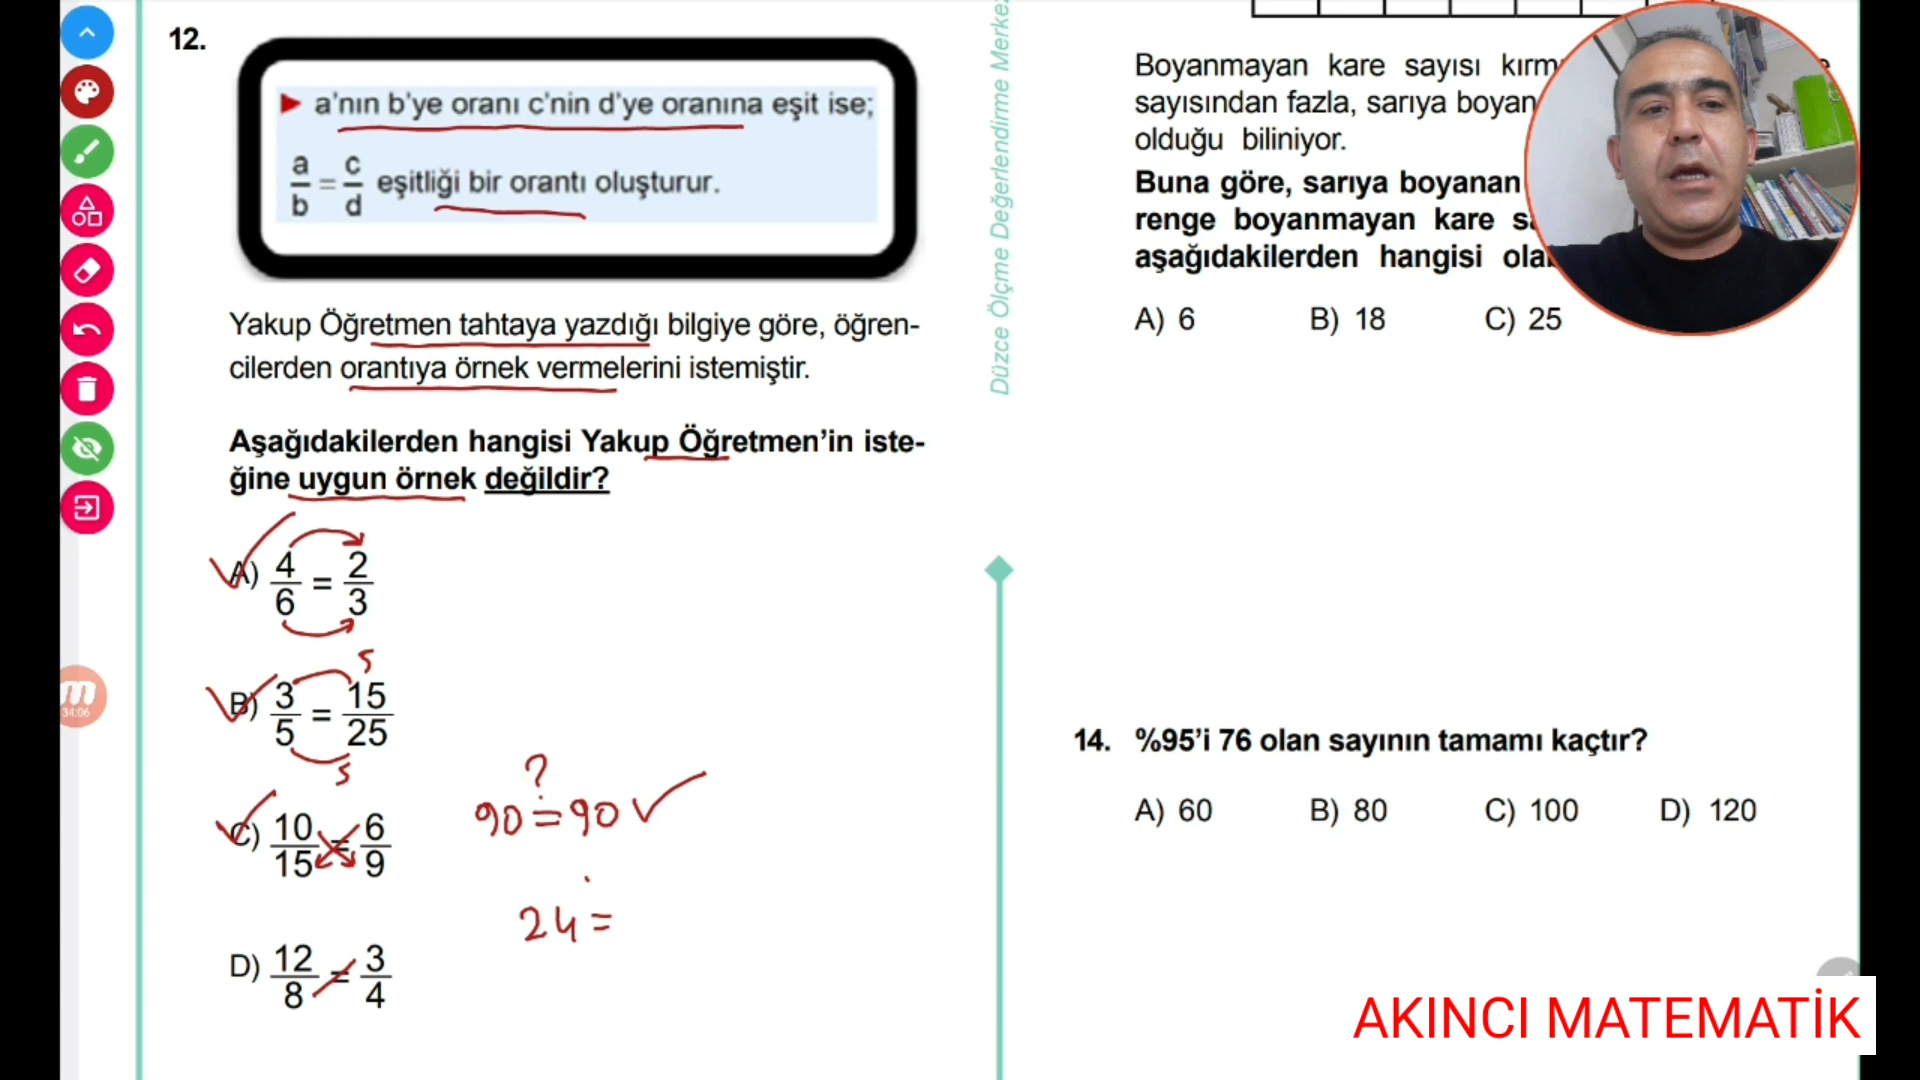 12.
a'nın b'ye oranı c'nin d'ye oranına eşit ise;
a/b = c/d eşitliği bir orantı oluşturur.
Yakup Öğretmen tahtaya yazdığı bilgiye göre, öğren-
cilerden orantıya örnek vermelerini istemiştir.
Aşağıdakilerden hangisi Yakup Öğretmen'in iste-
ğine uygun örnek değildir?
A) 4/6 = 2/3
5
B) 3/5 = 15/25
5
?
90 = 90
C) 10/15 = 6/9
24 =
D) 12/8 = 3/4
m
34:06
Düzce Ölçme Değerlendirme
Boyanmayan kare sayısı
sayısından fazla, sarıya
olduğu biliniyor.
Buna göre, sarıya boyanan
renge boyanmayan kare
aşağıdakilerden hangisi
A) 6 B) 18 C) 25
14. %95'i 76 olan sayının tamamı kaçtır?
A) 60 B) 80 C) 100 D) 120
AKINCI MATEMATİK